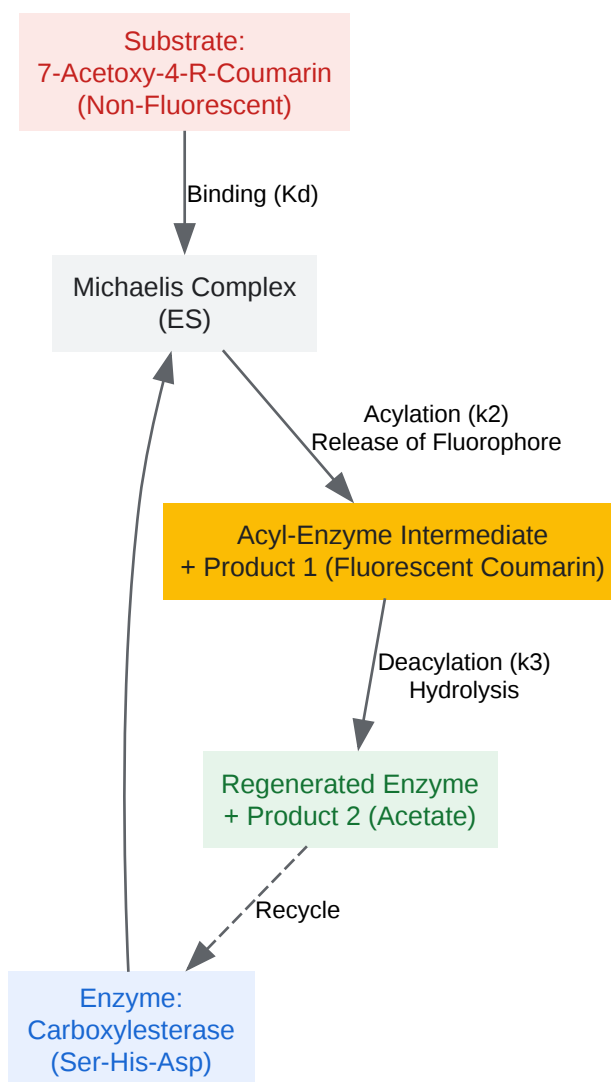 Substrate:
7-Acetoxy-4-R-Coumarin
(Non-Fluorescent)
Binding (Kd)
Michaelis Complex
(ES)
Acylation (k2)
Release of Fluorophore
Acyl-Enzyme Intermediate
+ Product 1 (Fluorescent Coumarin)
Deacylation (k3)
Hydrolysis
Regenerated Enzyme
+ Product 2 (Acetate)
Recycle
Enzyme:
Carboxylesterase
(Ser-His-Asp)